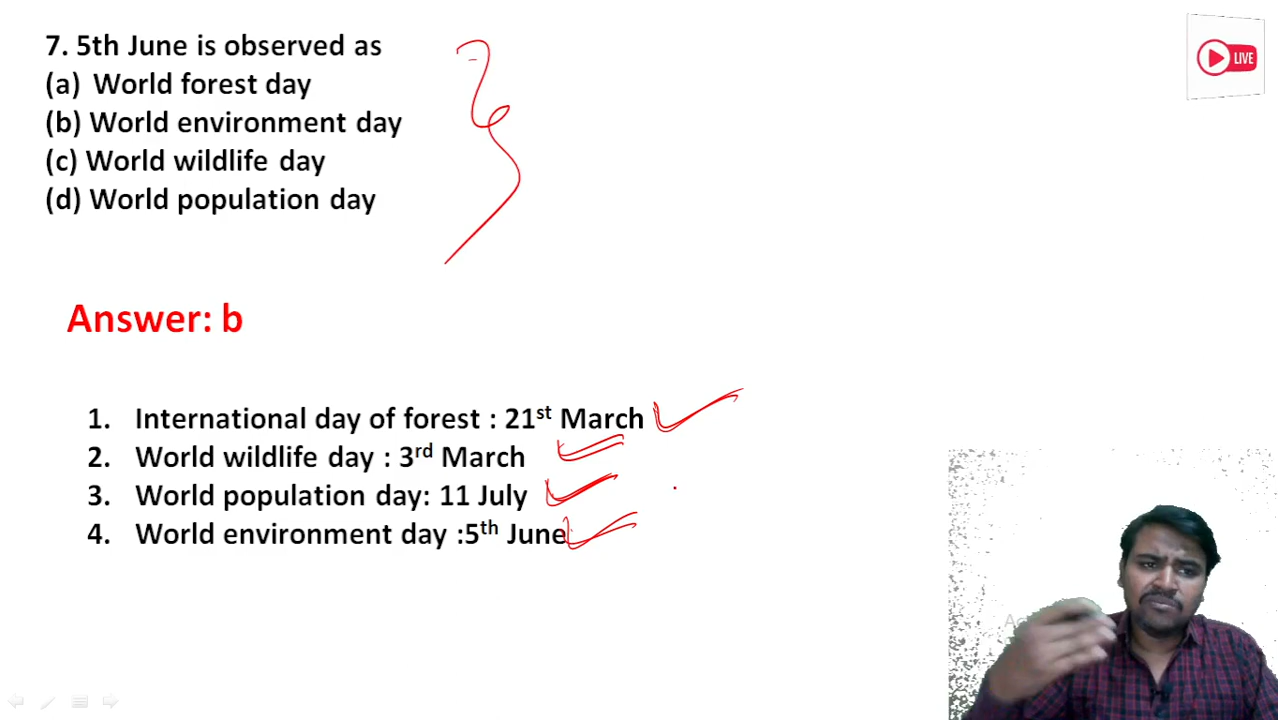 7. 5th June is observed as
(a) World forest day
(b) World environment day
(c) World wildlife day
(d) World population day
LIVE
Answer: b
1. International day of forest : 21st March
2. World wildlife day : 3rd March
3. World population day: 11 July
4. World environment day :5th June